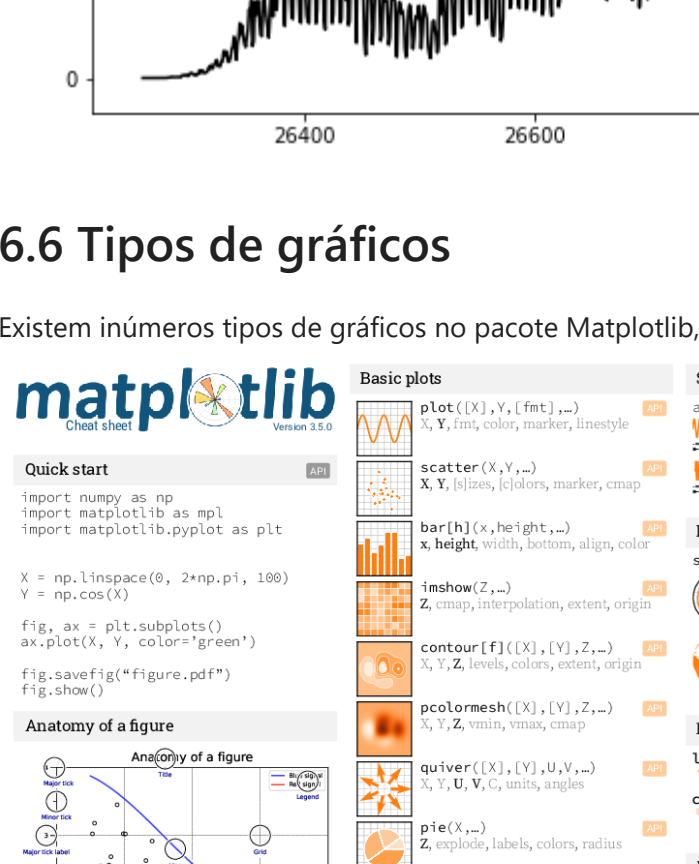 0
26400 26600
6.6 Tipos de gráficos
Existem inúmeros tipos de gráficos no pacote Matplotlib,
matplotlib
Cheat sheet Version 3.5.0
Quick start API
import numpy as np
import matplotlib as mpl
import matplotlib.pyplot as plt
X = np.linspace(0, 2*np.pi, 100)
Y = np.cos(X)
fig, ax = plt.subplots()
ax.plot(X, Y, color=’green’)
fig.savefig(“figure.pdf”)
fig.show()
Anatomy of a figure
Anatomy of a figure
Title
Major tick
Minor tick
3
Major tick label
Blue signal
Red signal
Legend
Grid
Basic plots
plot([X],Y,[fmt],…) API
X, Y, fmt, color, marker, linestyle
scatter(X,Y,…) API
X, Y, [s]izes, [c]olors, marker, cmap
bar[h](x,height,…) API
x, height, width, bottom, align, color
imshow(Z,…) API
Z, cmap, interpolation, extent, origin
contour[f]([X],[Y],Z,…) API
X, Y, Z, levels, colors, extent, origin
pcolormesh([X],[Y],Z,…) API
X, Y, Z, vmin, vmax, cmap
quiver([X],[Y],U,V,…) API
X, Y, U, V, C, units, angles
pie(X,…) API
Z, explode, labels, colors, radius